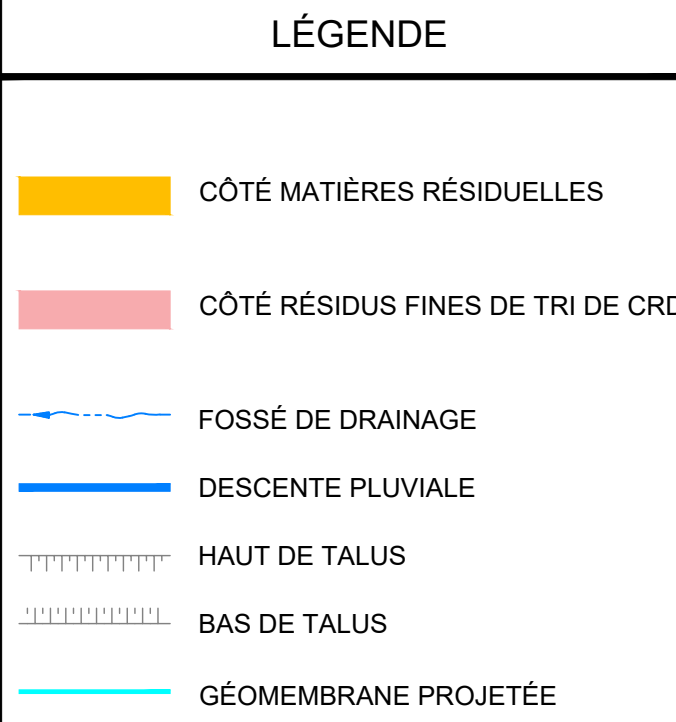 LÉGENDE
CÔTÉ MATIÈRES RÉSIDUELLES
CÔTÉ RÉSIDUS FINES DE TRI DE CRD
FOSSÉ DE DRAINAGE
DESCENTE PLUVIALE
HAUT DE TALUS
BAS DE TALUS
GÉOMEMBRANE PROJETÉE